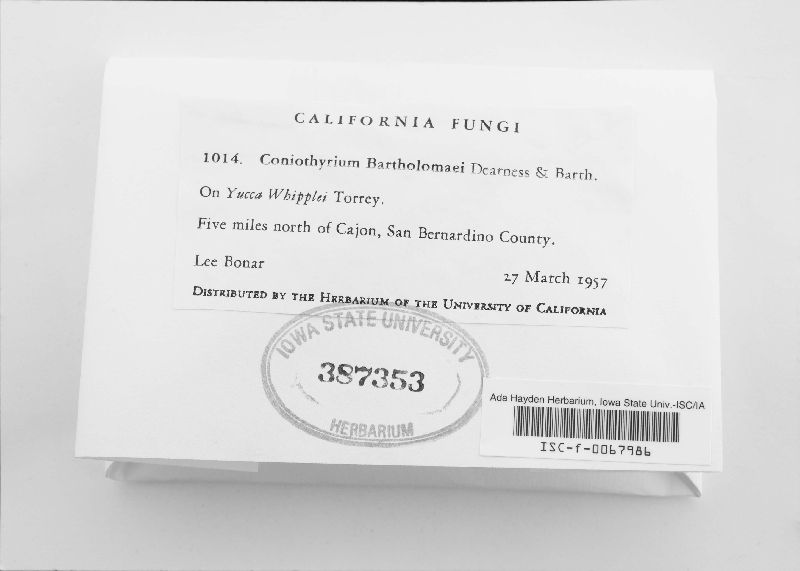 CALIFORNIA FUNGI
1014. Coniothyrium Bartholomaei Dearness & Barth.
On Yucca Whipplei Torrey.
Five miles north of Cajon, San Bernardino County.
Lee Bonar
27 March 1957
DISTRIBUTED BY THE HERBARIUM OF THE UNIVERSITY OF CALIFORNIA
IOWA STATE UNIVERSITY
387353
HERBARIUM
Ada Hayden Herbarium, Iowa State Univ.-ISC/IA
ISC-f-0067986